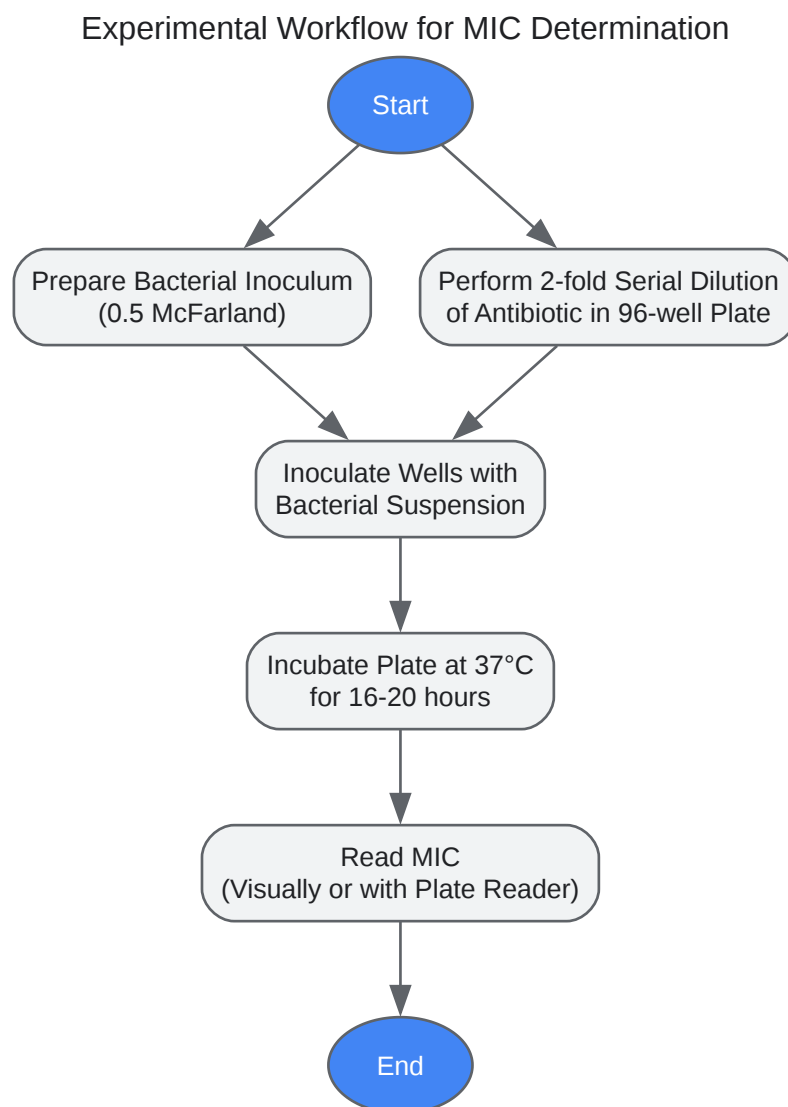 Experimental Workflow for MIC Determination
Start
Prepare Bacterial Inoculum
(0.5 McFarland)
Perform 2-fold Serial Dilution
of Antibiotic in 96-well Plate
Inoculate Wells with
Bacterial Suspension
Incubate Plate at 37°C
for 16-20 hours
Read MIC
(Visually or with Plate Reader)
End